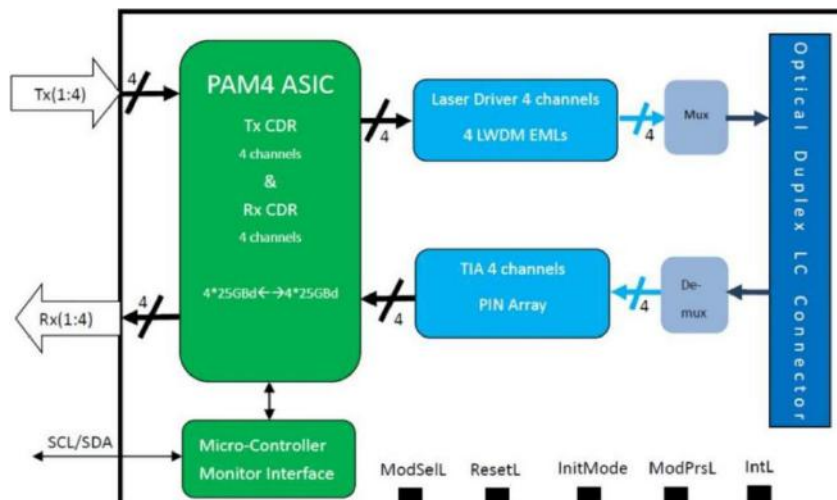 Tx(1:4)
4
PAM4 ASIC
Tx CDR
4 channels
&
Rx CDR
4 channels
4*25GBd←→4*25GBd
4
Laser Driver 4 channels
4 LWDM EMLs
4
Mux
Optical Duplex LC Connector
Rx(1:4)
4
4
TIA 4 channels
PIN Array
4
De-
mux
SCL/SDA
Micro-Controller
Monitor Interface
ModSelL
ResetL
InitMode
ModPrsL
IntL